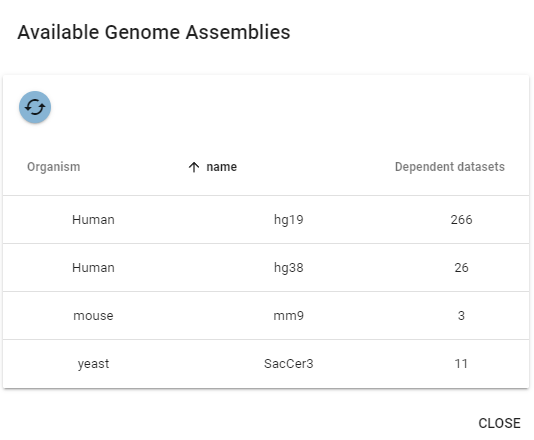 Available Genome Assemblies
Organism name Dependent datasets
Human hg19 266
Human hg38 26
mouse mm9 3
yeast SacCer3 11
CLOSE